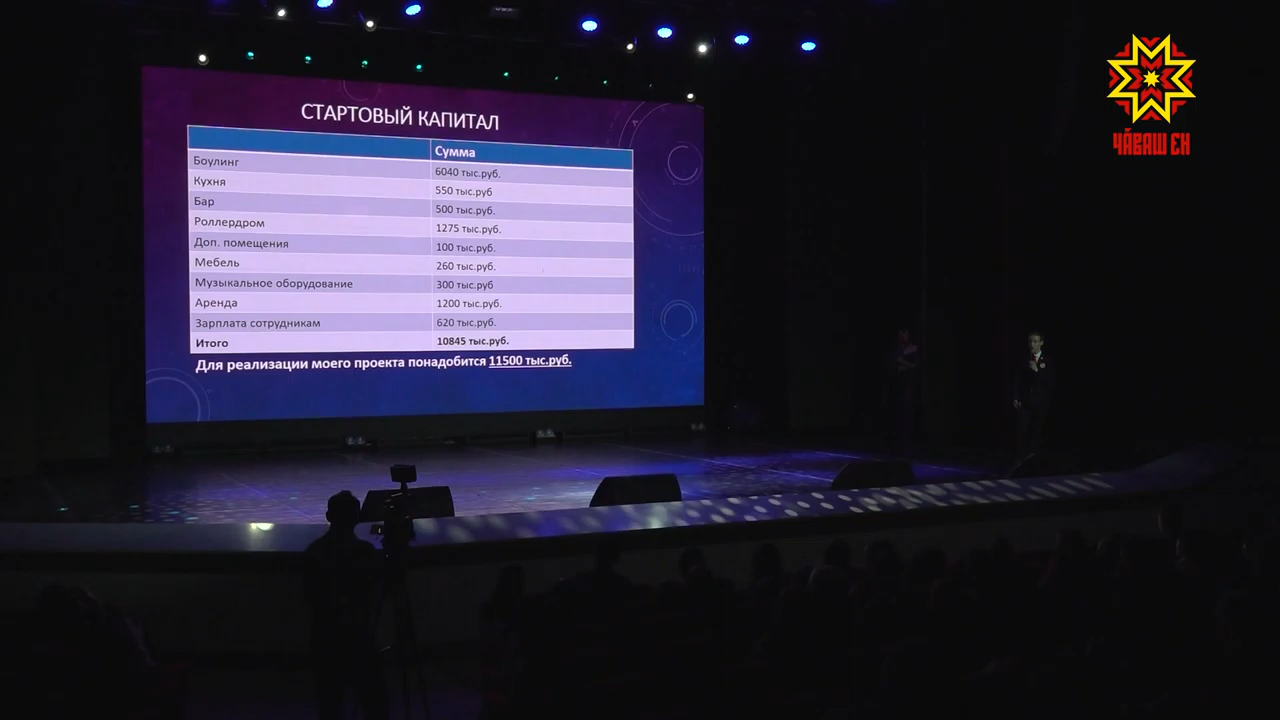 СТАРТОВЫЙ КАПИТАЛ
Сумма
Боулинг 6040 тыс.руб.
Кухня 550 тыс.руб
Бар 500 тыс.руб.
Роллердром 1275 тыс.руб.
Доп. помещения 100 тыс.руб.
Мебель 260 тыс.руб.
Музыкальное оборудование 300 тыс.руб
Аренда 1200 тыс.руб.
Зарплата сотрудникам 620 тыс.руб.
Итого 10845 тыс.руб.
Для реализации моего проекта понадобится 11500 тыс.руб.
ЧӐВАШ ЕН